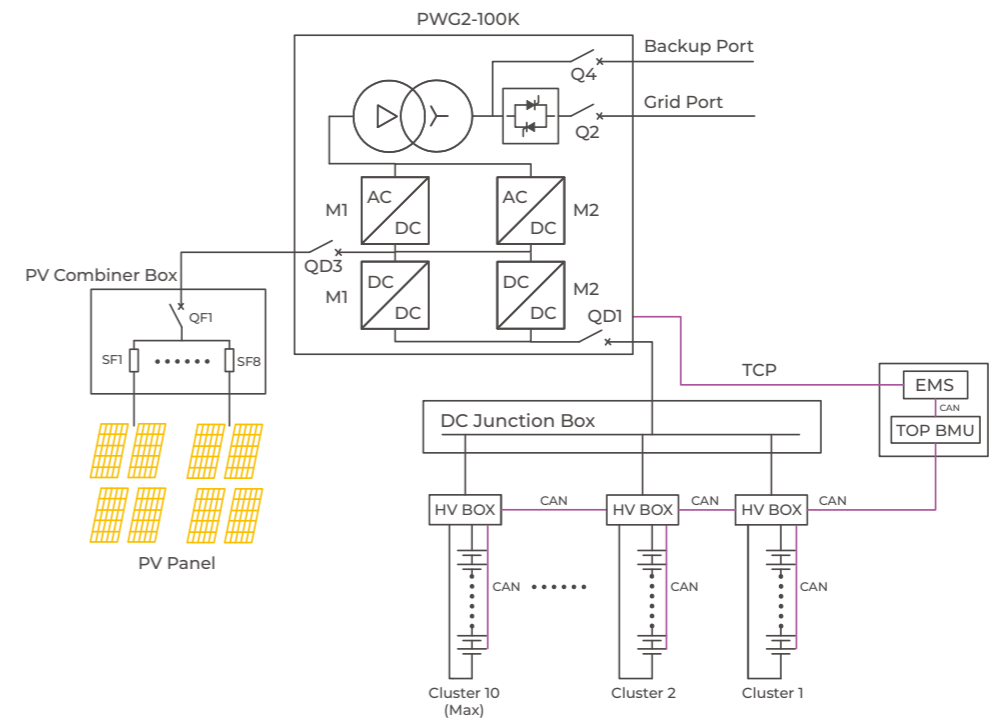 PWG2-100K
Backup Port
Q4
Grid Port
Q2
M1
AC
DC
AC
DC
M2
QD3
M1
DC
DC
DC
DC
M2
QD1
PV Combiner Box
QF1
SF1
SF8
PV Panel
TCP
EMS
CAN
TOP BMU
DC Junction Box
HV BOX
CAN
HV BOX
CAN
HV BOX
CAN
CAN
CAN
CAN
Cluster 10
(Max)
Cluster 2
Cluster 1